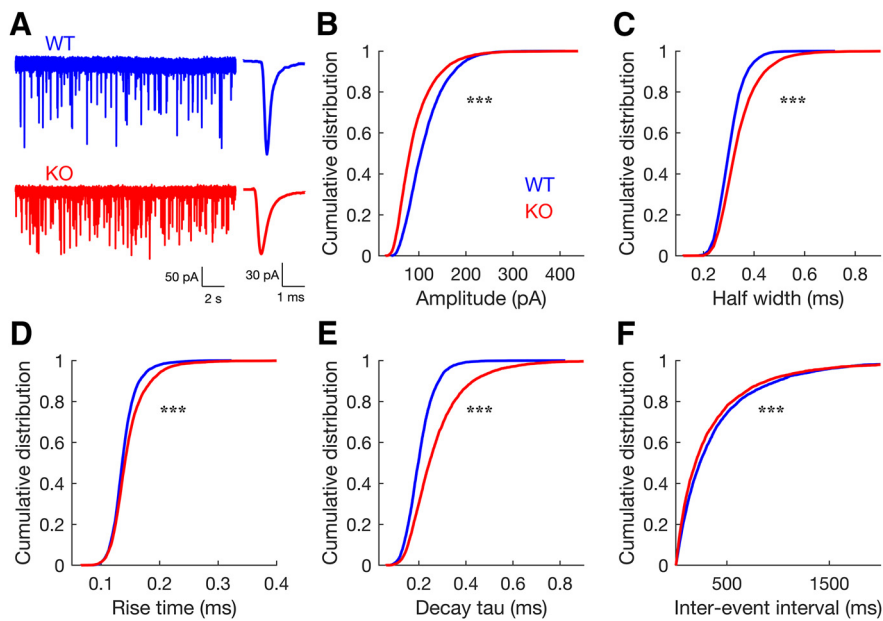 A
WT
KO
50 pA
2 s
30 pA
1 ms
B
Cumulative distribution
1
0.8
0.6
0.4
0.2
0
***
WT
KO
100 200 300 400
Amplitude (pA)
C
Cumulative distribution
1
0.8
0.6
0.4
0.2
0
***
0.2 0.4 0.6 0.8
Half width (ms)
D
Cumulative distribution
1
0.8
0.6
0.4
0.2
0
***
0.1 0.2 0.3 0.4
Rise time (ms)
E
Cumulative distribution
1
0.8
0.6
0.4
0.2
0
***
0.2 0.4 0.6 0.8
Decay tau (ms)
F
Cumulative distribution
1
0.8
0.6
0.4
0.2
0
***
500 1500
Inter-event interval (ms)